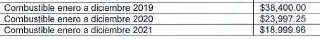 Combustible enero a diciembre 2019 $38,400.00
Combustible enero a diciembre 2020 $23,997.25
Combustible enero a diciembre 2021 $18.999.96